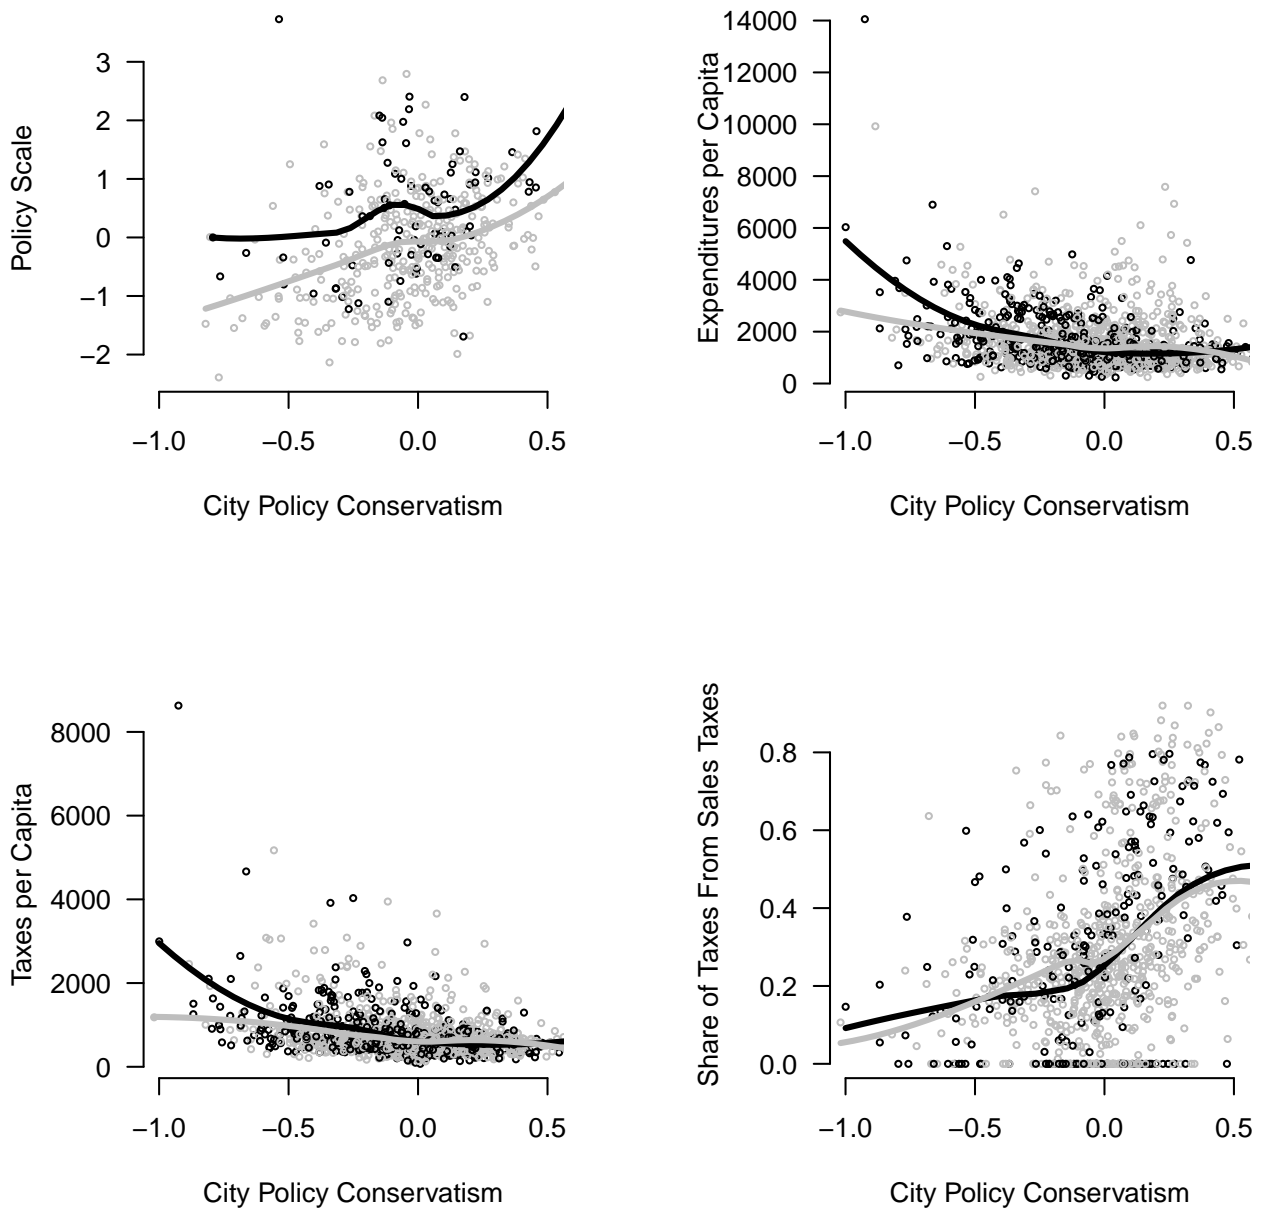 Policy Scale
3
2
1
0
−1
−2
−1.0 −0.5 0.0 0.5
City Policy Conservatism
Expenditures per Capita
14000
12000
10000
8000
6000
4000
2000
0
−1.0 −0.5 0.0 0.5
City Policy Conservatism
Taxes per Capita
8000
6000
4000
2000
0
−1.0 −0.5 0.0 0.5
City Policy Conservatism
Share of Taxes From Sales Taxes
0.8
0.6
0.4
0.2
0.0
−1.0 −0.5 0.0 0.5
City Policy Conservatism